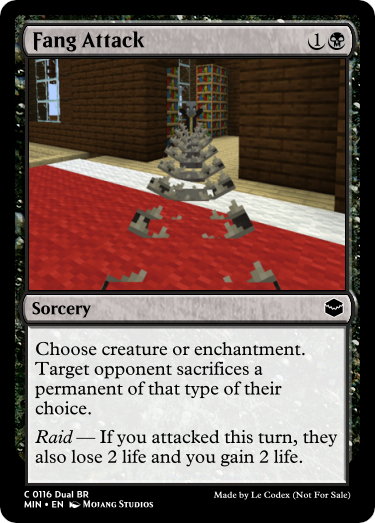 Fang Attack 1
Sorcery
Choose creature or enchantment.
Target opponent sacrifices a
permanent of that type of their
choice.
Raid — If you attacked this turn, they
also lose 2 life and you gain 2 life.
C 0116 Dual BR
MIN • EN Mojang Studios
Made by Le Codex (Not For Sale)